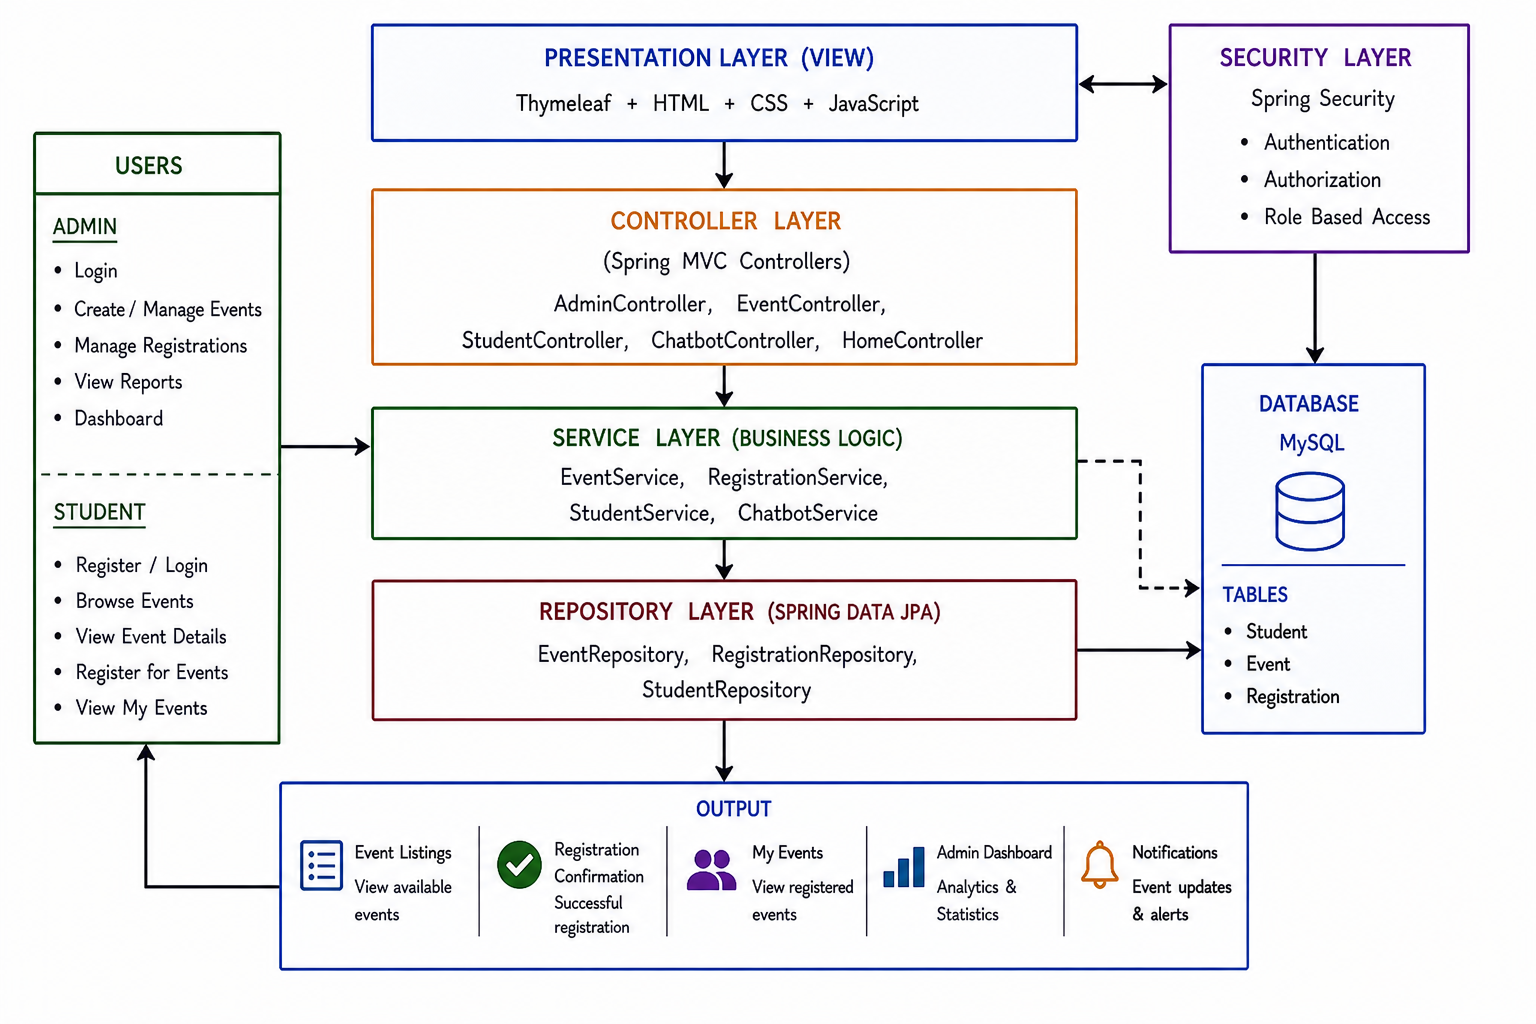 PRESENTATION LAYER (VIEW)
Thymeleaf + HTML + CSS + JavaScript
SECURITY LAYER
Spring Security
• Authentication
• Authorization
• Role Based Access
USERS
ADMIN
• Login
• Create / Manage Events
• Manage Registrations
• View Reports
• Dashboard
STUDENT
• Register / Login
• Browse Events
• View Event Details
• Register for Events
• View My Events
CONTROLLER LAYER
(Spring MVC Controllers)
AdminController, EventController,
StudentController, ChatbotController, HomeController
SERVICE LAYER (BUSINESS LOGIC)
EventService, RegistrationService,
StudentService, ChatbotService
REPOSITORY LAYER (SPRING DATA JPA)
EventRepository, RegistrationRepository,
StudentRepository
DATABASE
MySQL
TABLES
• Student
• Event
• Registration
OUTPUT
Event Listings
View available
events
Registration
Confirmation
Successful
registration
My Events
View registered
events
Admin Dashboard
Analytics &
Statistics
Notifications
Event updates
& alerts